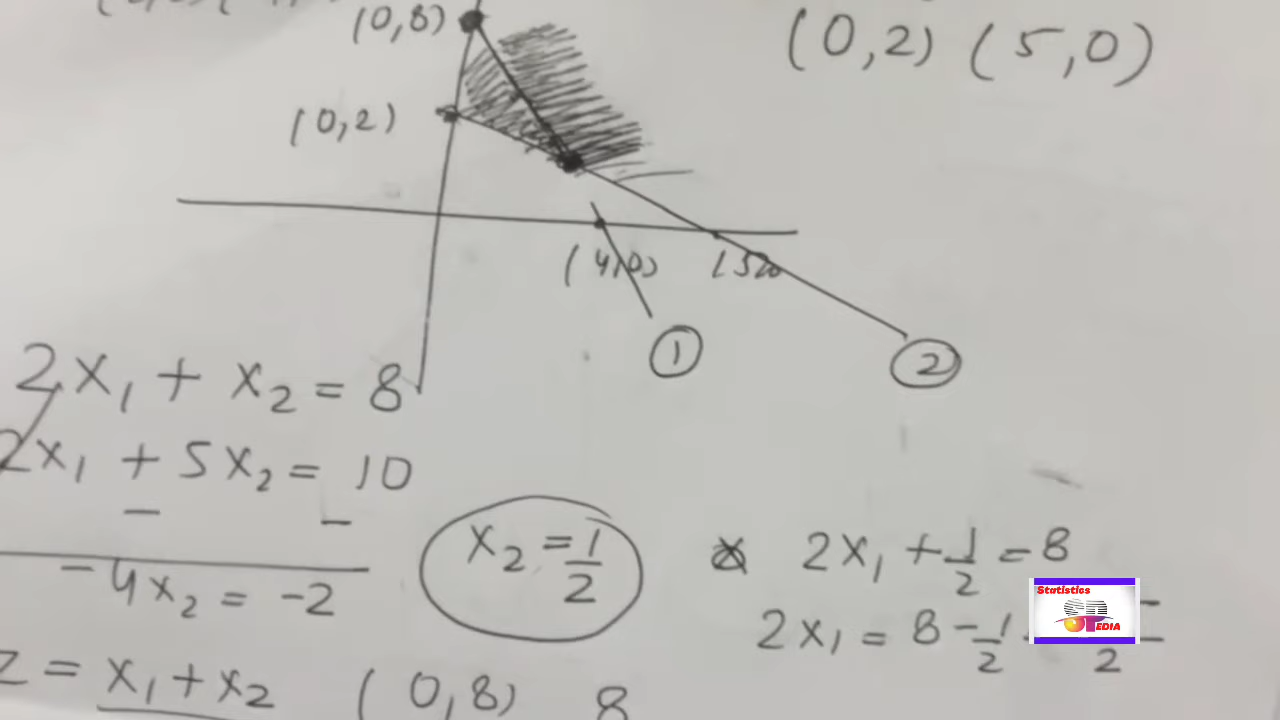 (0,8)
(0,2) (5,0)
(0,2)
(4,0)
①
②
2x₁ + x₂ = 8
2x₁ + 5x₂ = 10
− −
-4x₂ = -2
x₂ = 1/2
2x₁ + 1/2 = 8
2x₁ = 8 - 1/2
2
Statistics
PEDIA
z = x₁ + x₂ (0,8) 8